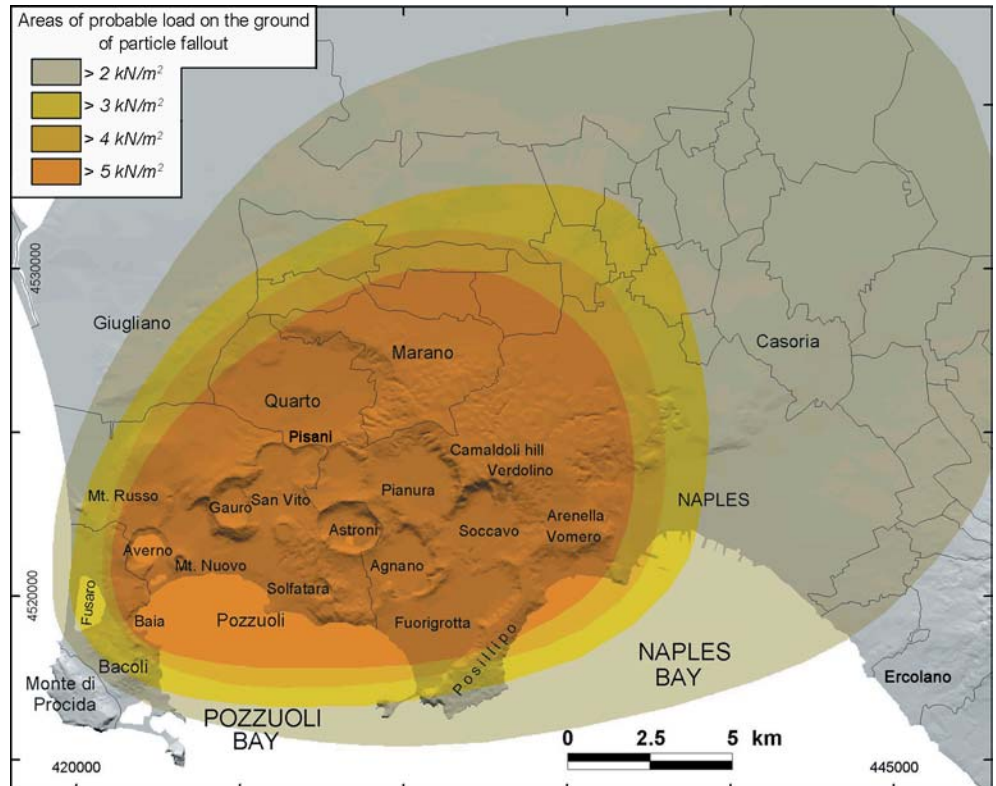 Areas of probable load on the ground
of particle fallout
> 2 kN/m²
> 3 kN/m²
> 4 kN/m²
> 5 kN/m²
4530000
Giugliano
Casoria
Marano
Quarto
Pisani
Camaldoli hill
Verdolino
Mt. Russo
San Vito
Pianura
NAPLES
Gauro
Astroni
Soccavo
Arenella
Vomero
Averno
Mt. Nuovo
Agnano
Solfatara
4520000
Fusaro
Baia
Pozzuoli
Fuorigrotta
Posillipo
Bacoli
NAPLES
BAY
Ercolano
Monte di
Procida
POZZUOLI
BAY
0 2.5 5 km
420000
445000